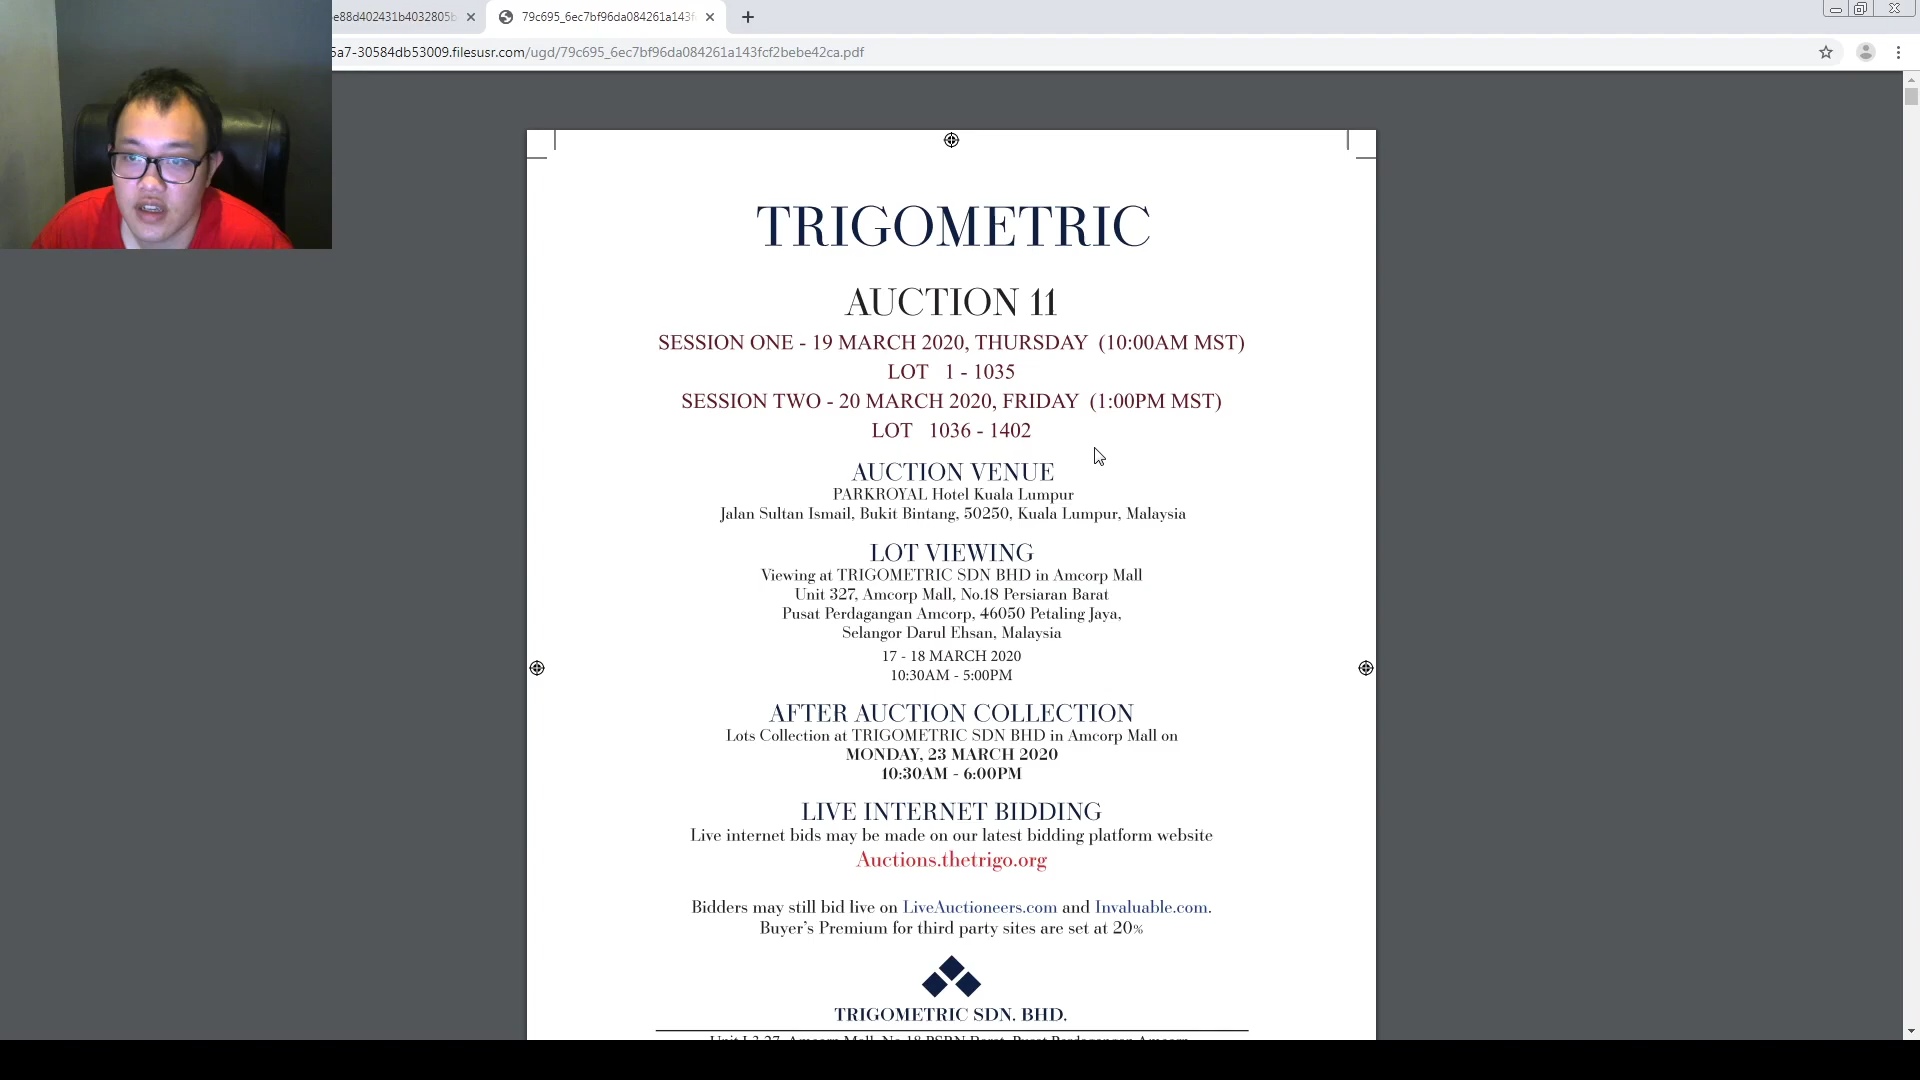 e88d402431b4032805b
79c695_6ec7bf96da084261a143f
5a7-30584db53009.filesusr.com/ugd/79c695_6ec7bf96da084261a143fcf2bebe42ca.pdf
TRIGOMETRIC
AUCTION 11
SESSION ONE - 19 MARCH 2020, THURSDAY (10:00AM MST)
LOT 1 - 1035
SESSION TWO - 20 MARCH 2020, FRIDAY (1:00PM MST)
LOT 1036 - 1402
AUCTION VENUE
PARKROYAL Hotel Kuala Lumpur
Jalan Sultan Ismail, Bukit Bintang, 50250, Kuala Lumpur, Malaysia
LOT VIEWING
Viewing at TRIGOMETRIC SDN BHD in Amcorp Mall
Unit 327, Amcorp Mall, No.18 Persiaran Barat
Pusat Perdagangan Amcorp, 46050 Petaling Jaya,
Selangor Darul Ehsan, Malaysia
17 - 18 MARCH 2020
10:30AM - 5:00PM
AFTER AUCTION COLLECTION
Lots Collection at TRIGOMETRIC SDN BHD in Amcorp Mall on
MONDAY, 23 MARCH 2020
10:30AM - 6:00PM
LIVE INTERNET BIDDING
Live internet bids may be made on our latest bidding platform website
Auctions.thetrigo.org
Bidders may still bid live on LiveAuctioneers.com and Invaluable.com.
Buyer's Premium for third party sites are set at 20%
TRIGOMETRIC SDN. BHD.